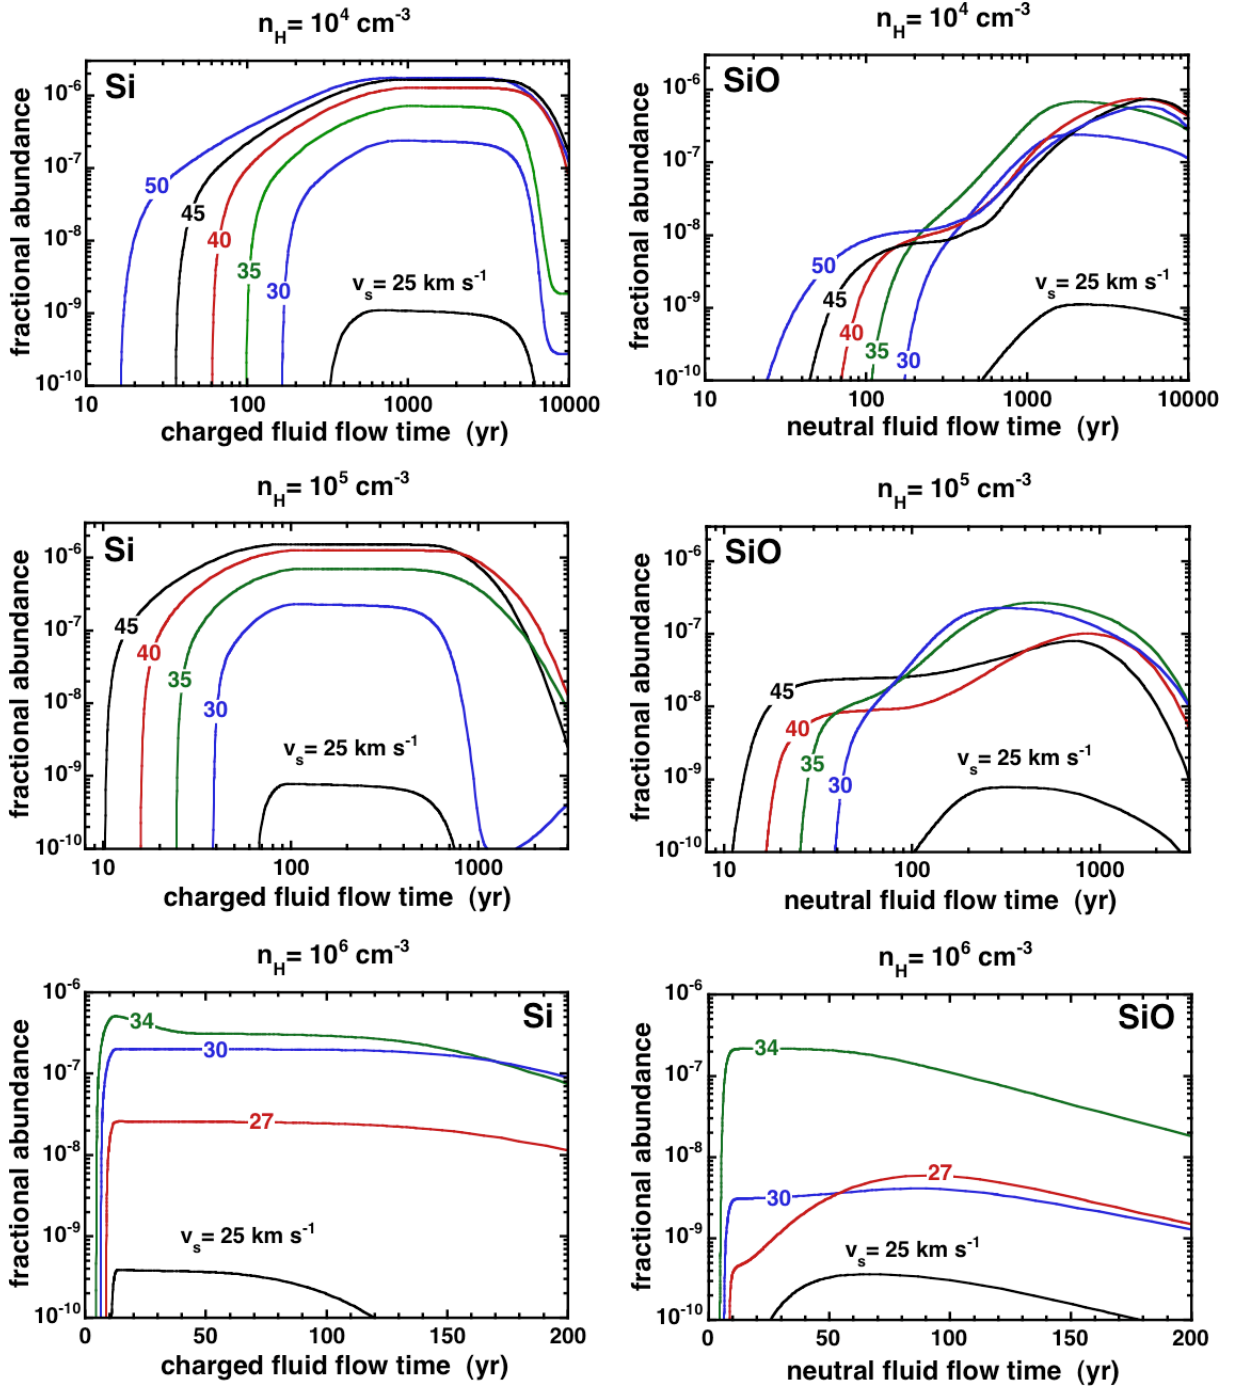 n_H= 10^4 cm^-3
Si
fractional abundance
10^-6
10^-7
10^-8
10^-9
10^-10
50
45
40
35
30
v_s= 25 km s^-1
10 100 1000 10000
charged fluid flow time (yr)
n_H= 10^4 cm^-3
SiO
fractional abundance
10^-6
10^-7
10^-8
10^-9
10^-10
50
45
40
35
30
v_s= 25 km s^-1
10 100 1000 10000
neutral fluid flow time (yr)
n_H= 10^5 cm^-3
Si
fractional abundance
10^-6
10^-7
10^-8
10^-9
10^-10
45
40
35
30
v_s= 25 km s^-1
10 100 1000
charged fluid flow time (yr)
n_H= 10^5 cm^-3
SiO
fractional abundance
10^-6
10^-7
10^-8
10^-9
10^-10
45
40
35
30
v_s= 25 km s^-1
10 100 1000
neutral fluid flow time (yr)
n_H= 10^6 cm^-3
Si
fractional abundance
10^-6
10^-7
10^-8
10^-9
10^-10
34
30
27
v_s= 25 km s^-1
0 50 100 150 200
charged fluid flow time (yr)
n_H= 10^6 cm^-3
SiO
fractional abundance
10^-6
10^-7
10^-8
10^-9
10^-10
34
27
30
v_s= 25 km s^-1
0 50 100 150 200
neutral fluid flow time (yr)